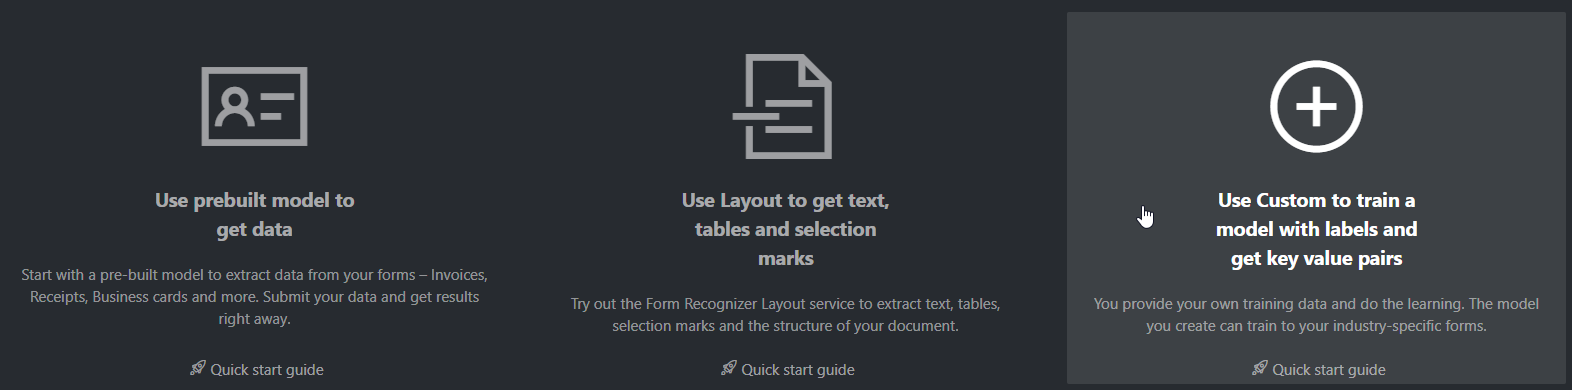 Use prebuilt model to
get data
Start with a pre-built model to extract data from your forms – Invoices,
Receipts, Business cards and more. Submit your data and get results
right away.
Quick start guide
Use Layout to get text,
tables and selection
marks
Try out the Form Recognizer Layout service to extract text, tables,
selection marks and the structure of your document.
Quick start guide
Use Custom to train a
model with labels and
get key value pairs
You provide your own training data and do the learning. The model
you create can train to your industry-specific forms.
Quick start guide